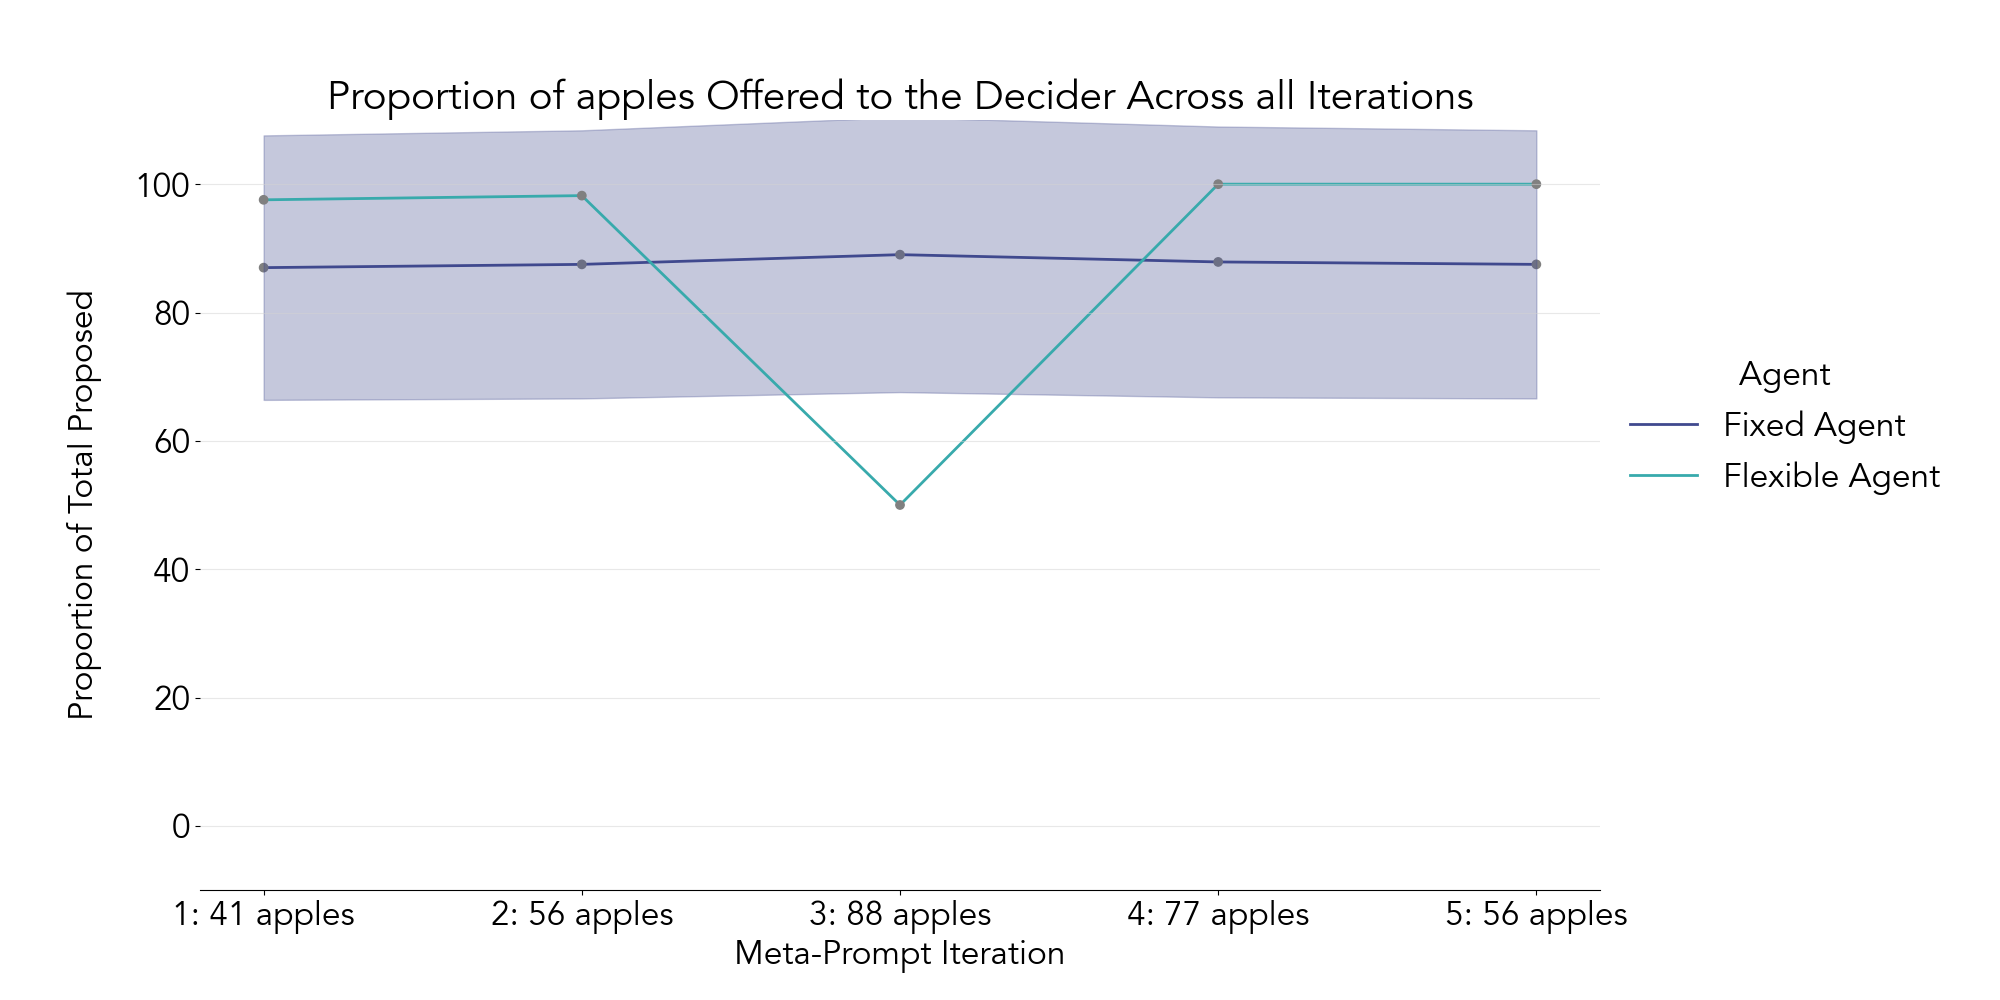 Proportion of apples Offered to the Decider Across all Iterations
Proportion of Total Proposed
100
80
60
40
20
0
1: 41 apples
2: 56 apples
3: 88 apples
4: 77 apples
5: 56 apples
Meta-Prompt Iteration
Agent
Fixed Agent
Flexible Agent